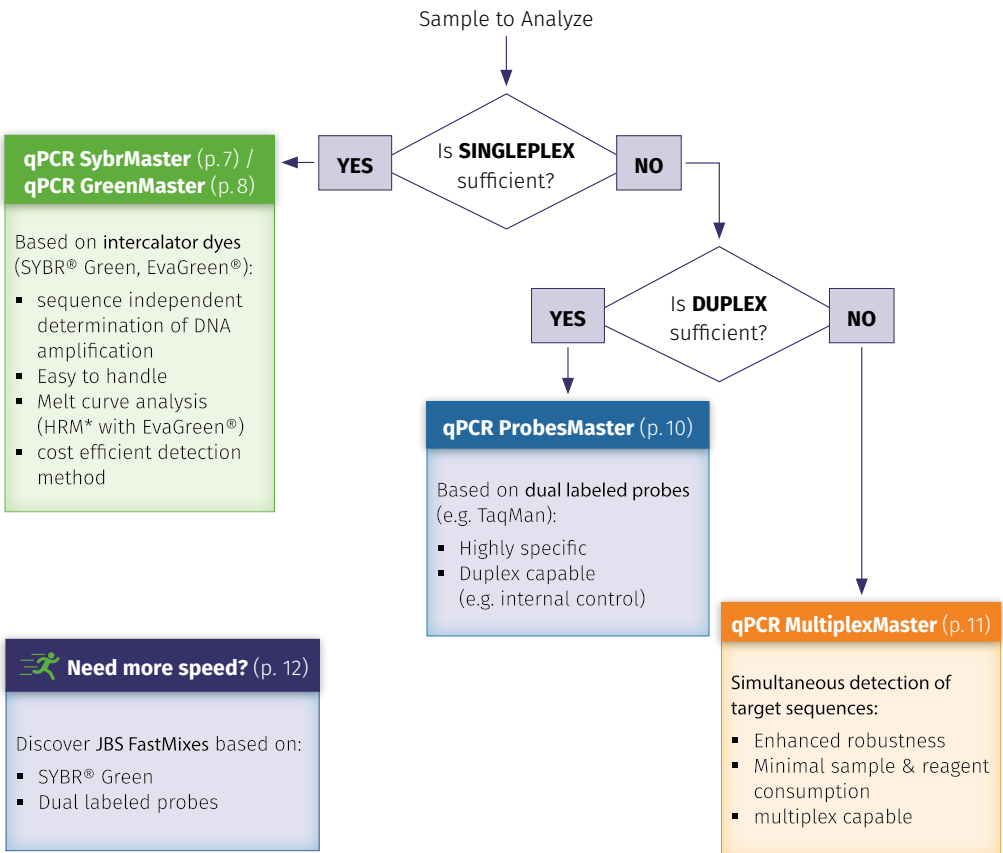 Sample to Analyze
Is SINGLEPLEX
sufficient?
YES
NO
qPCR SybrMaster (p. 7) /
qPCR GreenMaster (p. 8)
Based on intercalator dyes
(SYBR® Green, EvaGreen®):
▪ sequence independent
determination of DNA
amplification
▪ Easy to handle
▪ Melt curve analysis
(HRM* with EvaGreen®)
▪ cost efficient detection
method
Is DUPLEX
sufficient?
YES
NO
qPCR ProbesMaster (p. 10)
Based on dual labeled probes
(e.g. TaqMan):
▪ Highly specific
▪ Duplex capable
(e.g. internal control)
qPCR MultiplexMaster (p. 11)
Simultaneous detection of
target sequences:
▪ Enhanced robustness
▪ Minimal sample & reagent
consumption
▪ multiplex capable
Need more speed? (p. 12)
Discover JBS FastMixes based on:
▪ SYBR® Green
▪ Dual labeled probes